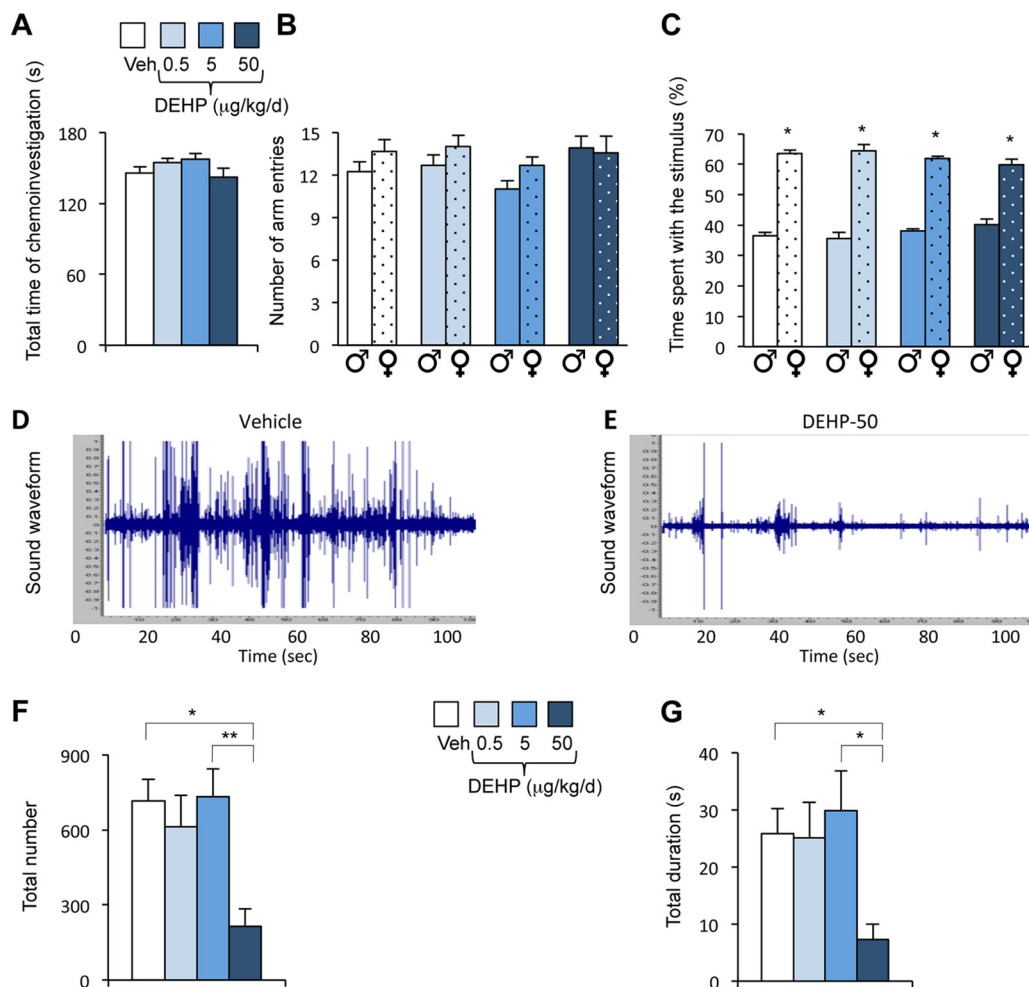 A
Veh 0.5 5 50
DEHP (μg/kg/d)
Total time of chemoinvestigation (s)
180
120
60
0
B
Number of arm entries
15
12
9
6
3
0
♂ ♀ ♂ ♀ ♂ ♀ ♂ ♀
C
Time spent with the stimulus (%)
70
60
50
40
30
20
10
0
* * * *
♂ ♀ ♂ ♀ ♂ ♀ ♂ ♀
D
Vehicle
Sound waveform
0 20 40 60 80 100
Time (sec)
E
DEHP-50
Sound waveform
0 20 40 60 80 100
Time (sec)
F
Total number
900
600
300
0
*
**
Veh 0.5 5 50
DEHP (μg/kg/d)
G
Total duration (s)
40
30
20
10
0
*
*